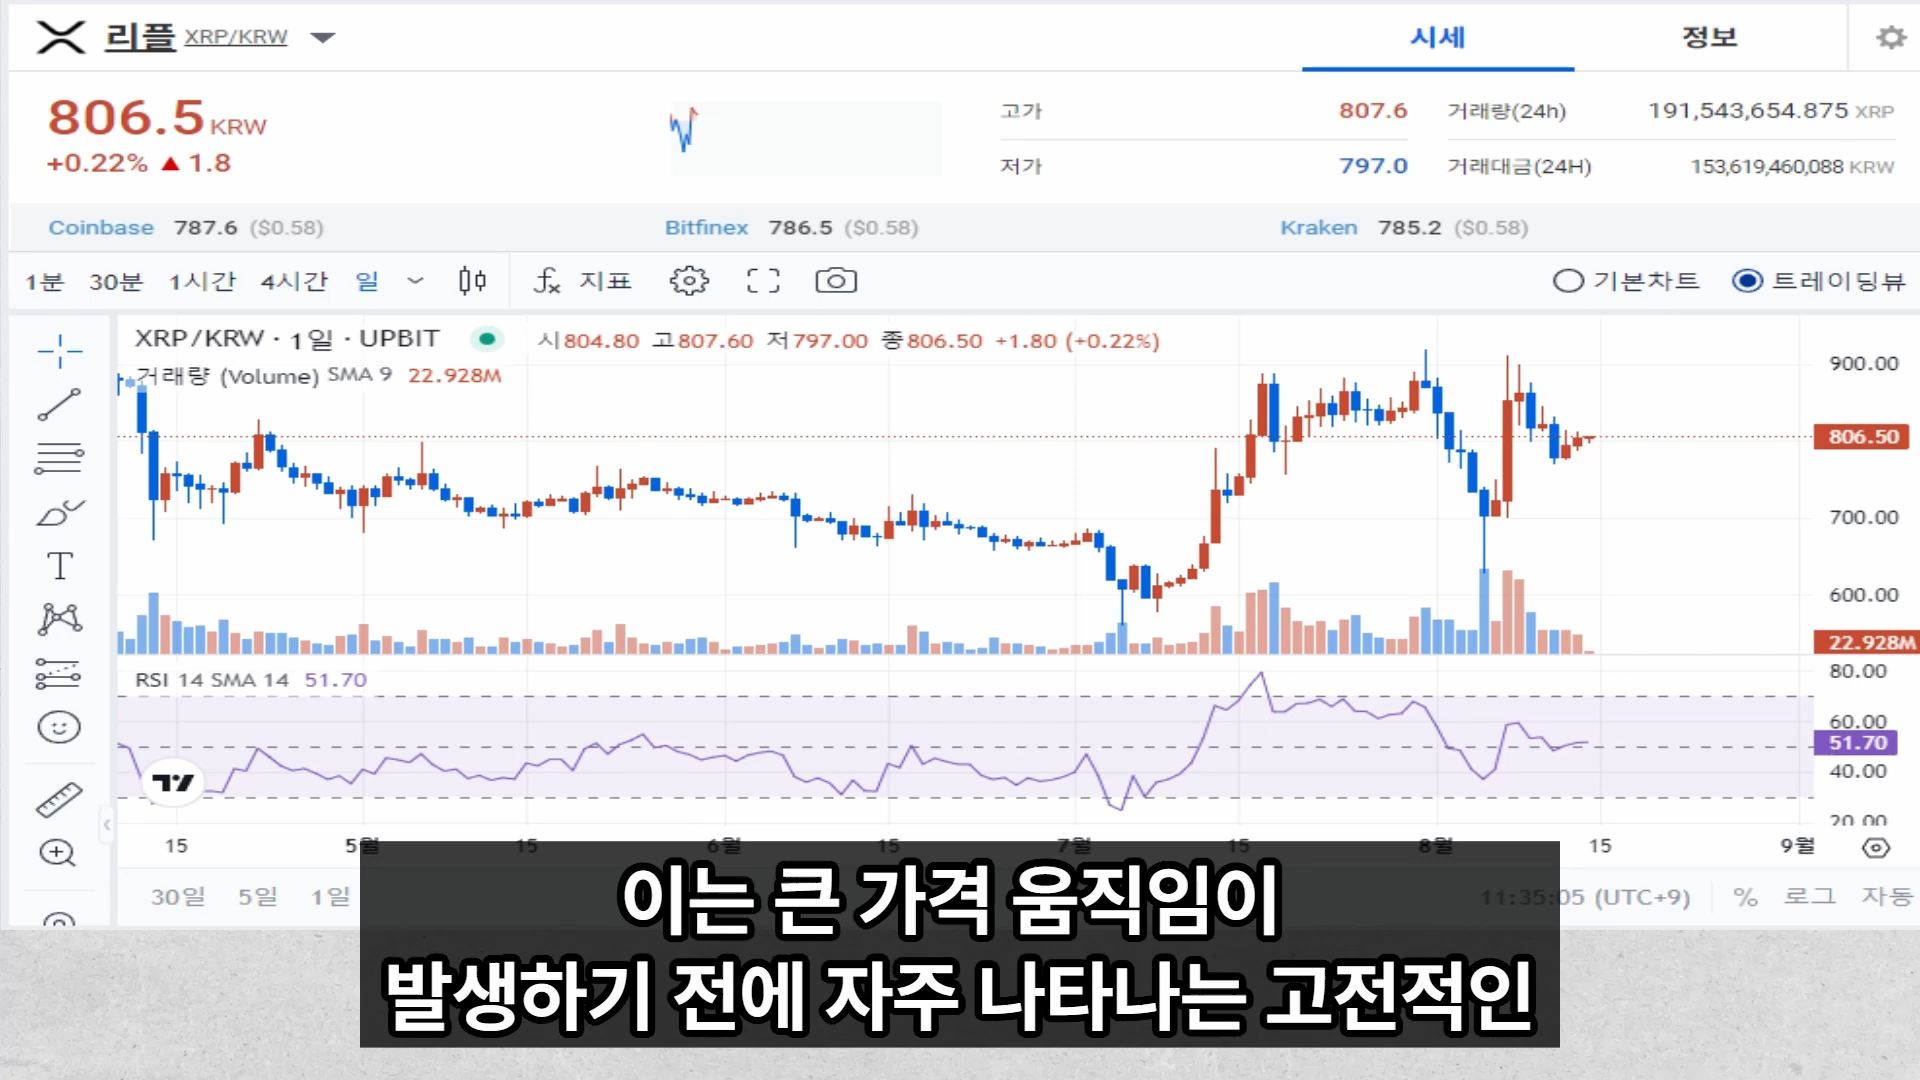 리플 XRP/KRW 시세 정보
806.5 KRW
+0.22% ▲ 1.8
고가 807.6
저가 797.0
거래량(24h) 191,543,654.875 XRP
거래대금(24H) 153,619,460,088 KRW
Coinbase 787.6 ($0.58) Bitfinex 786.5 ($0.58) Kraken 785.2 ($0.58)
1분 30분 1시간 4시간 일 지표 기본차트 트레이딩뷰
XRP/KRW · 1일 · UPBIT 시804.80 고807.60 저797.00 종806.50 +1.80 (+0.22%)
거래량 (Volume) SMA 9 22.928M
900.00
806.50
700.00
600.00
22.928M
RSI 14 SMA 14 51.70
80.00
60.00
51.70
40.00
20.00
15 5월 15 6월 15 7월 15 8월 15 9월
30일 5일 1일 11:35:05 (UTC+9) % 로그 자동
이는 큰 가격 움직임이
발생하기 전에 자주 나타나는 고전적인